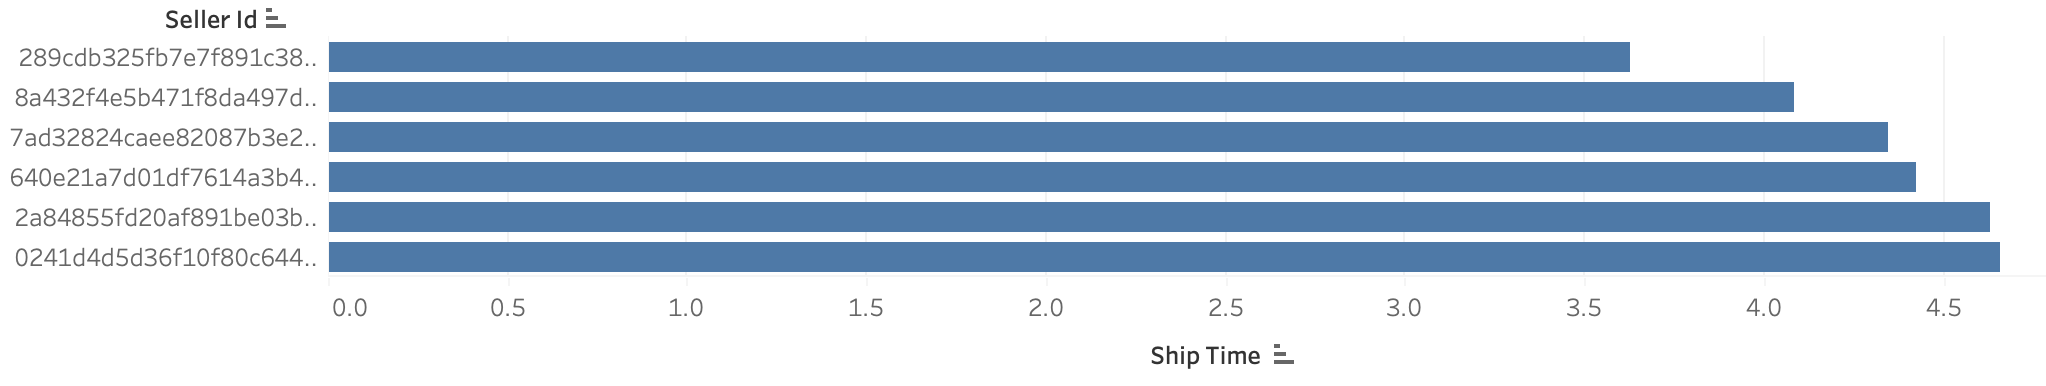 Seller Id
289cdb325fb7e7f891c38..
8a432f4e5b471f8da497d..
7ad32824caee82087b3e2..
640e21a7d01df7614a3b4..
2a84855fd20af891be03b..
0241d4d5d36f10f80c644..
0.0 0.5 1.0 1.5 2.0 2.5 3.0 3.5 4.0 4.5
Ship Time